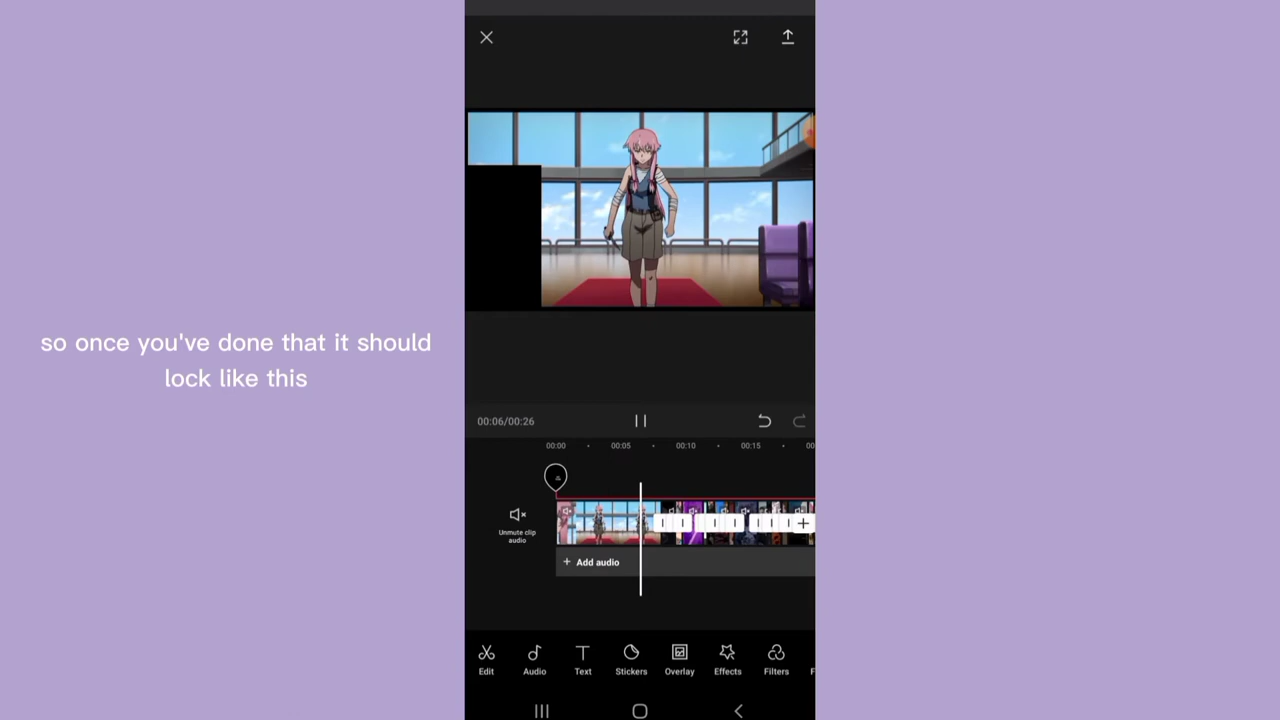 so once you've done that it should
lock like this
00:06/00:26
00:00
00:05
00:10
00:15
00
Unmute clip
audio
+ Add audio
Edit
Audio
Text
Stickers
Overlay
Effects
Filters
F